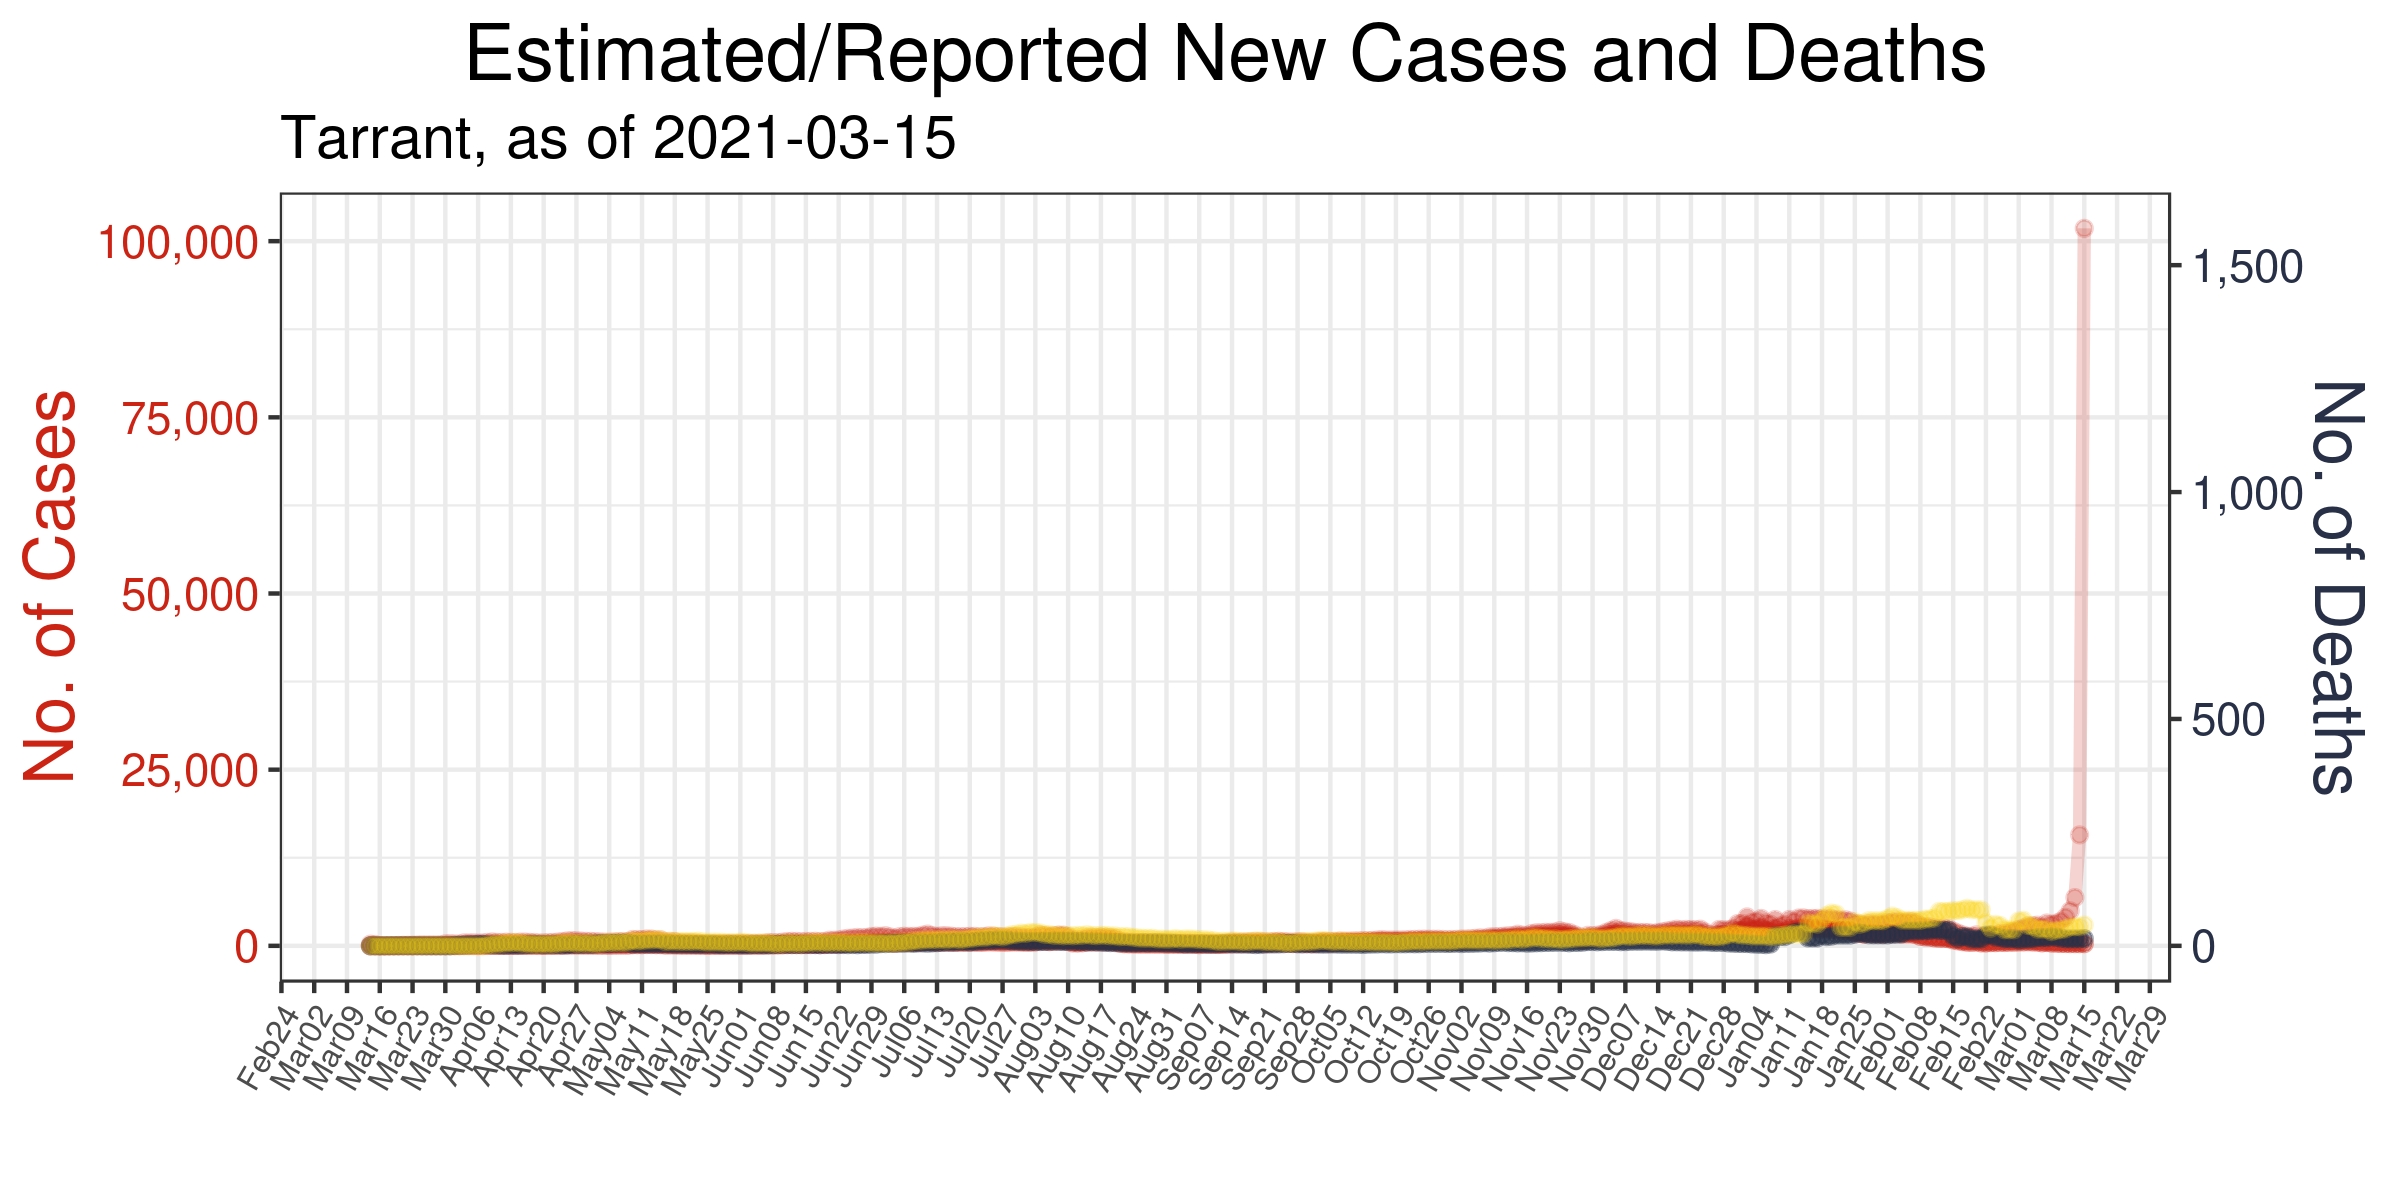 Estimated/Reported New Cases and Deaths
Tarrant, as of 2021-03-15
No. of Cases
100,000
75,000
50,000
25,000
0
1,500
1,000
500
0
No. of Deaths
Feb24
Mar02
Mar09
Mar16
Mar23
Mar30
Apr06
Apr13
Apr20
Apr27
May04
May11
May18
May25
Jun01
Jun08
Jun15
Jun22
Jun29
Jul06
Jul13
Jul20
Jul27
Aug03
Aug10
Aug17
Aug24
Aug31
Sep07
Sep14
Sep21
Sep28
Oct05
Oct12
Oct19
Oct26
Nov02
Nov09
Nov16
Nov23
Nov30
Dec07
Dec14
Dec21
Dec28
Jan04
Jan11
Jan18
Jan25
Feb01
Feb08
Feb15
Feb22
Mar01
Mar08
Mar15
Mar22
Mar29